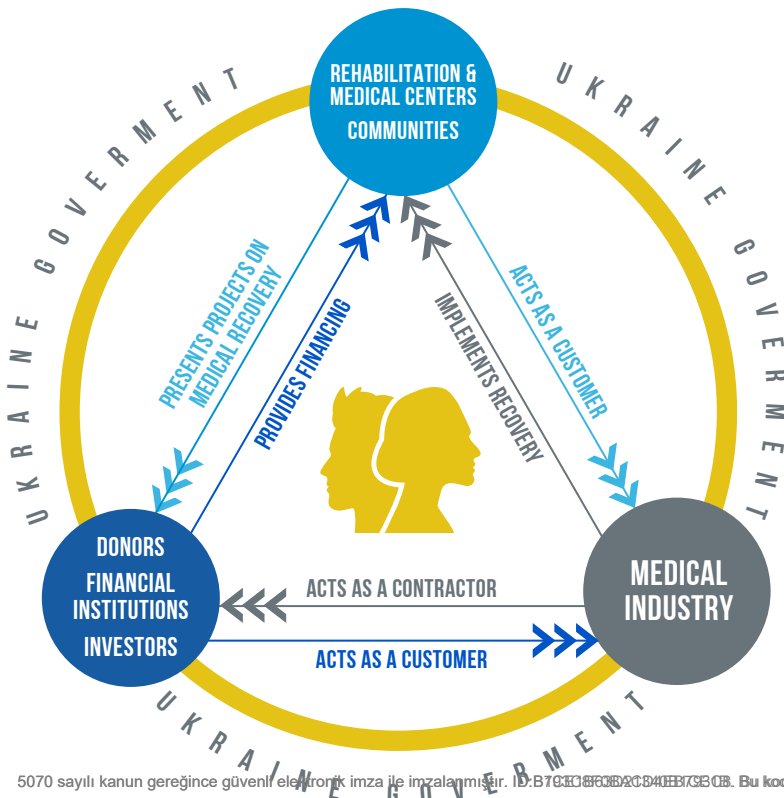 REHABILITATION &
MEDICAL CENTERS
COMMUNITIES
UKRAINE GOVERMENT
UKRAINE GOVERMENT
PRESENTS PROJECTS ON
MEDICAL RECOVERY
PROVIDES FINANCING
IMPLEMENTS RECOVERY
ACTS AS A CUSTOMER
DONORS
FINANCIAL
INSTITUTIONS
INVESTORS
MEDICAL
INDUSTRY
ACTS AS A CONTRACTOR
ACTS AS A CUSTOMER
UKRAINE GOVERMENT
5070 sayılı kanun gereğince güvenli elektronik imza ile imzalanmıştır. Bu kod